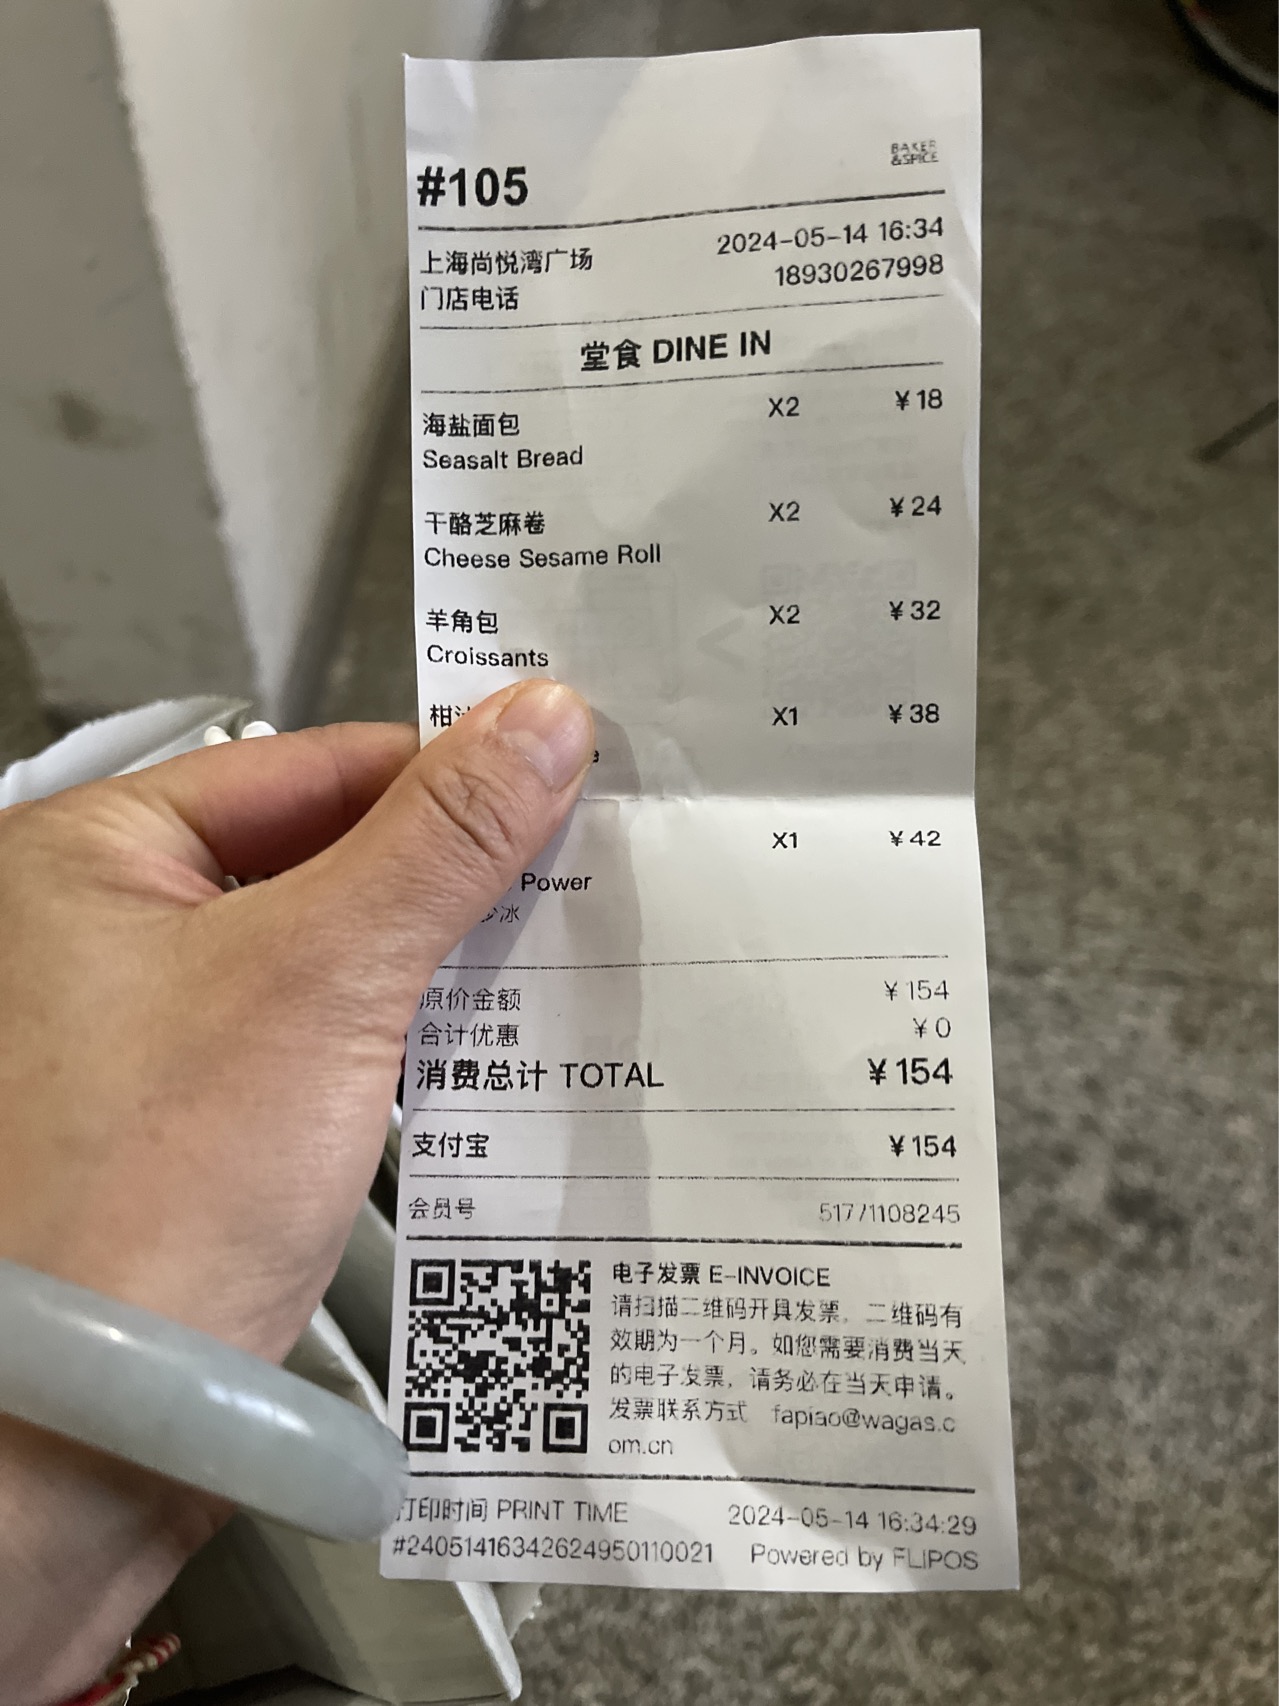 BAKER
&SPICE
#105
上海尚悦湾广场 2024-05-14 16:34
门店电话 18930267998
堂食 DINE IN
海盐面包 X2 ¥18
Seasalt Bread
干酪芝麻卷 X2 ¥24
Cheese Sesame Roll
羊角包 X2 ¥32
Croissants
柑 X1 ¥38
X1 ¥42
Power
少冰
原价金额 ¥154
合计优惠 ¥0
消费总计 TOTAL ¥154
支付宝 ¥154
会员号 51771108245
电子发票 E-INVOICE
请扫描二维码开具发票，二维码有
效期为一个月。如您需要消费当天
的电子发票，请务必在当天申请。
发票联系方式 fapiao@wagas.c
om.cn
打印时间 PRINT TIME 2024-05-14 16:34:29
#24051416342624950110021 Powered by FLIPOS